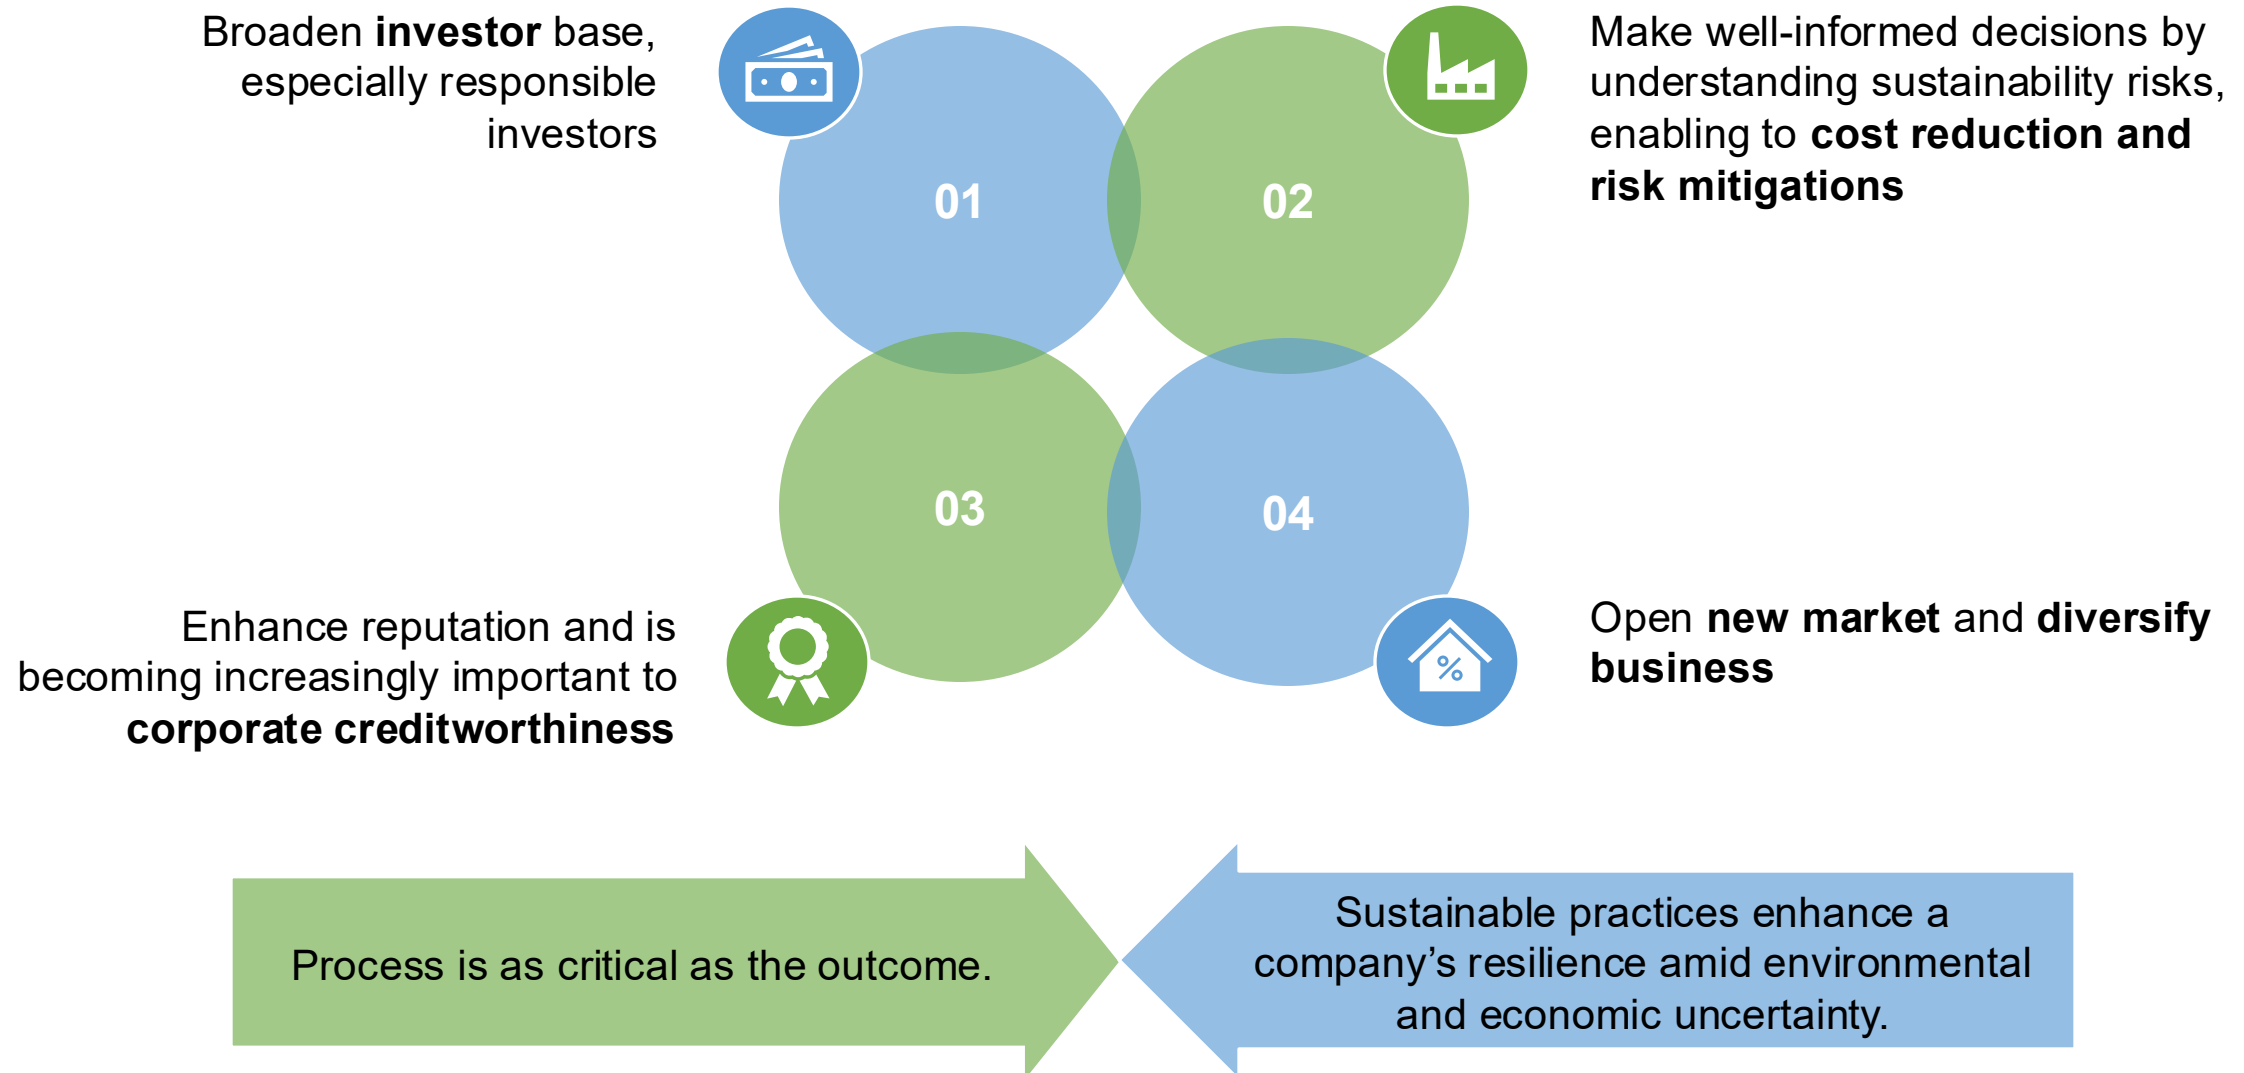 Broaden investor base,
especially responsible
investors
01
02
Make well-informed decisions by
understanding sustainability risks,
enabling to cost reduction and
risk mitigations
03
04
Enhance reputation and is
becoming increasingly important to
corporate creditworthiness
%
Open new market and diversify
business
Process is as critical as the outcome.
Sustainable practices enhance a
company’s resilience amid environmental
and economic uncertainty.